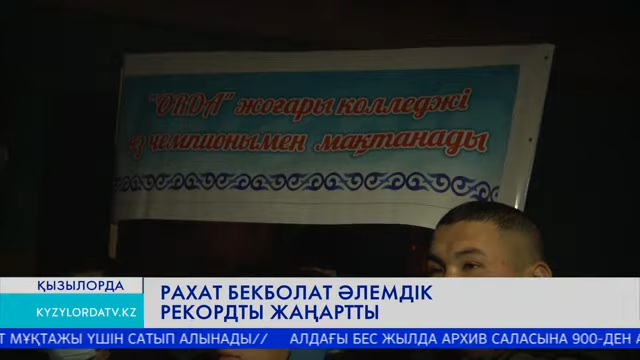 "ORDA" жоғары колледжі
өз чемпионымен мақтанады
ҚЫЗЫЛОРДА
KYZYLORDATV.KZ
РАХАТ БЕКБОЛАТ ӘЛЕМДІК
РЕКОРДТЫ ЖАҢАРТТЫ
Т МҰҚТАЖЫ ҮШІН САТЫП АЛЫНАДЫ// АЛДАҒЫ БЕС ЖЫЛДА АРХИВ САЛАСЫНА 900-ДЕН